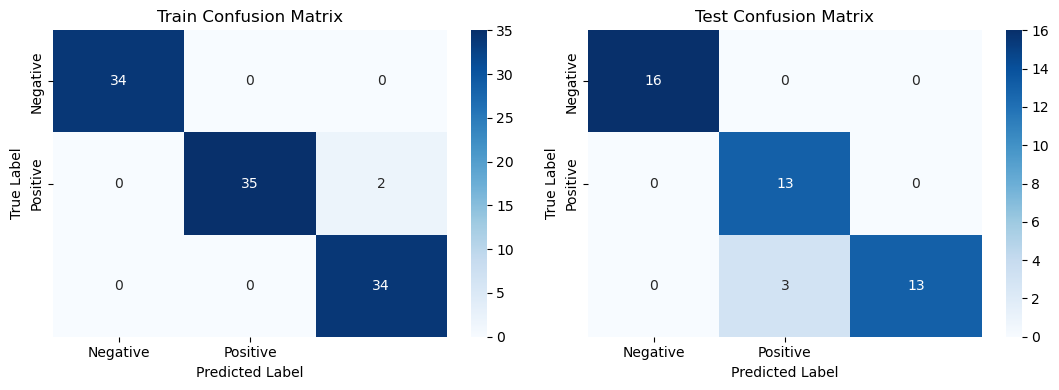 Train Confusion Matrix
Negative
Positive
True Label
34 0 0
0 35 2
0 0 34
Negative Positive
Predicted Label
35
30
25
20
15
10
5
0
Test Confusion Matrix
Negative
Positive
True Label
16 0 0
0 13 0
0 3 13
Negative Positive
Predicted Label
16
14
12
10
8
6
4
2
0